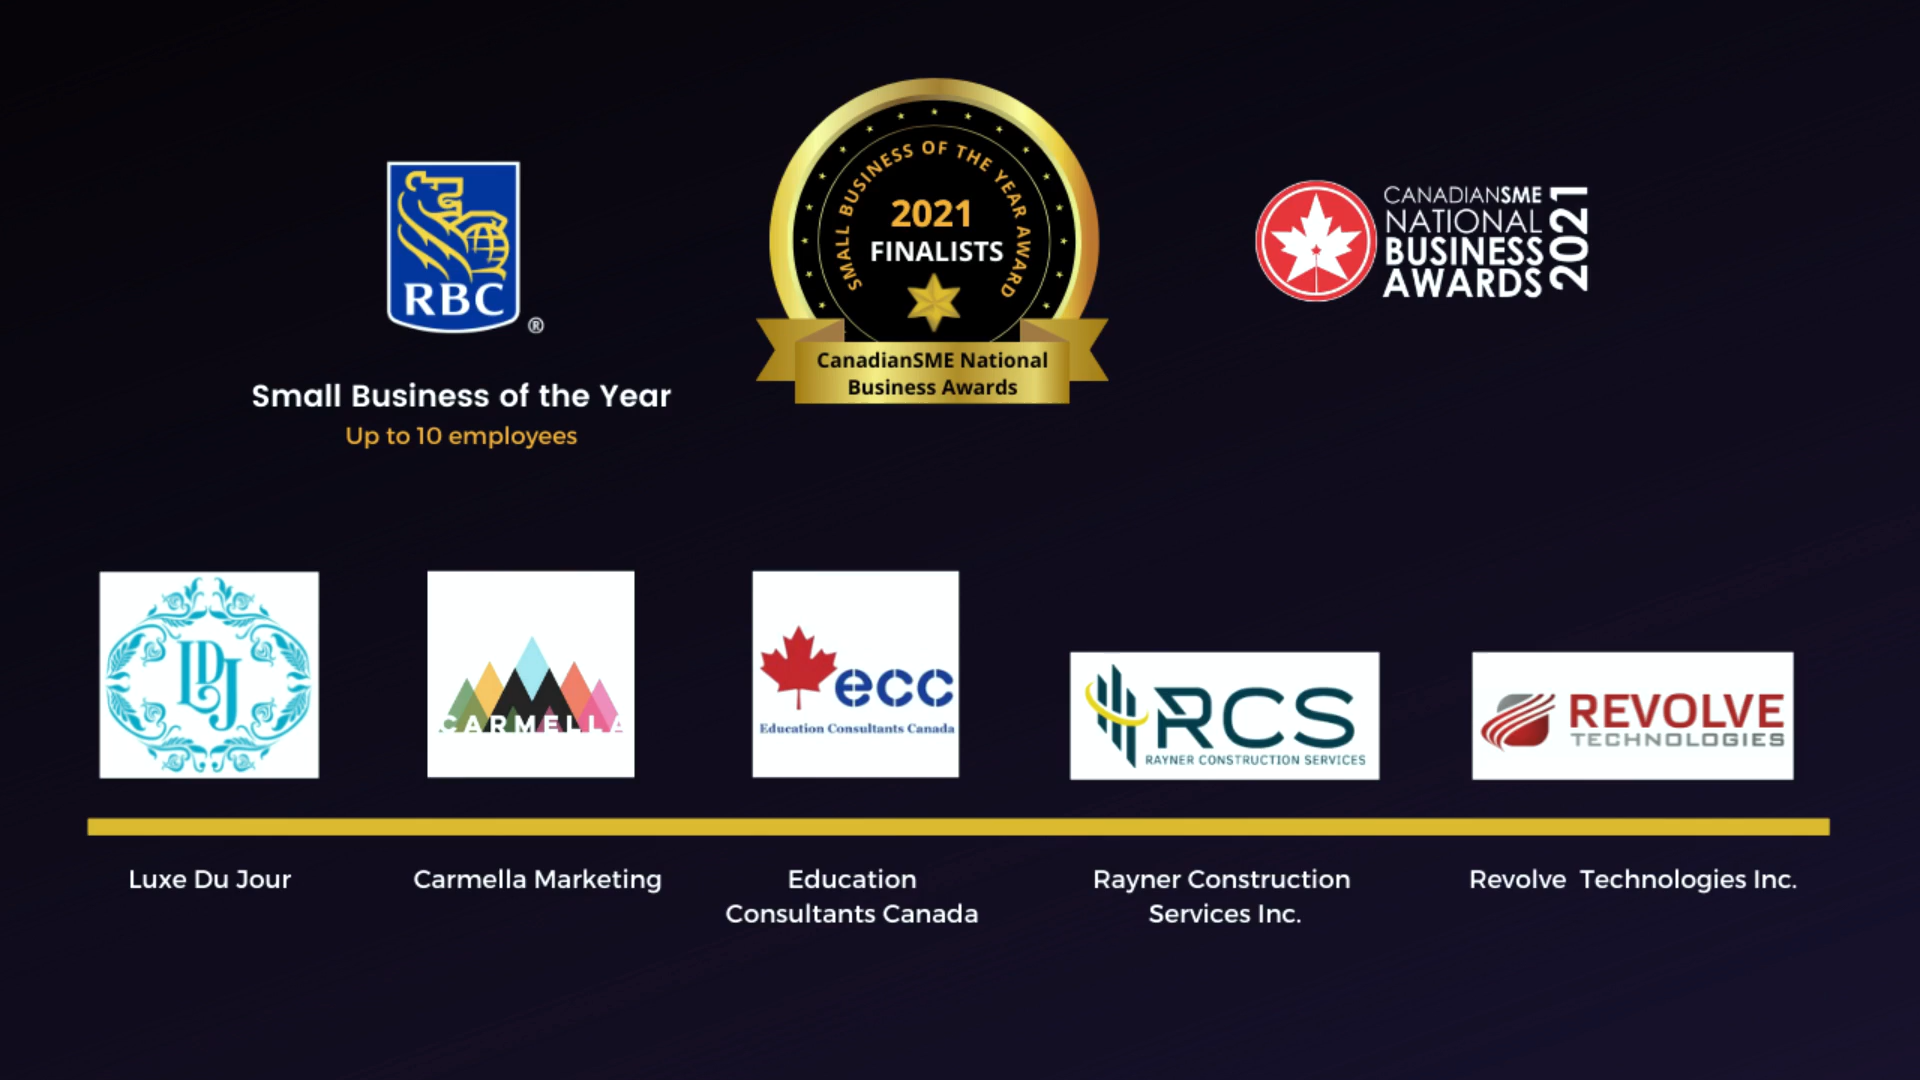 RBC
®
Small Business of the Year
Up to 10 employees
SMALL BUSINESS OF THE YEAR AWARD
2021
FINALISTS
CanadianSME National
Business Awards
CANADIANSME
NATIONAL
BUSINESS
AWARDS
2021
LDJ
CARMELLA
ecc
Education Consultants Canada
RCS
RAYNER CONSTRUCTION SERVICES
REVOLVE
TECHNOLOGIES
Luxe Du Jour
Carmella Marketing
Education
Consultants Canada
Rayner Construction
Services Inc.
Revolve Technologies Inc.